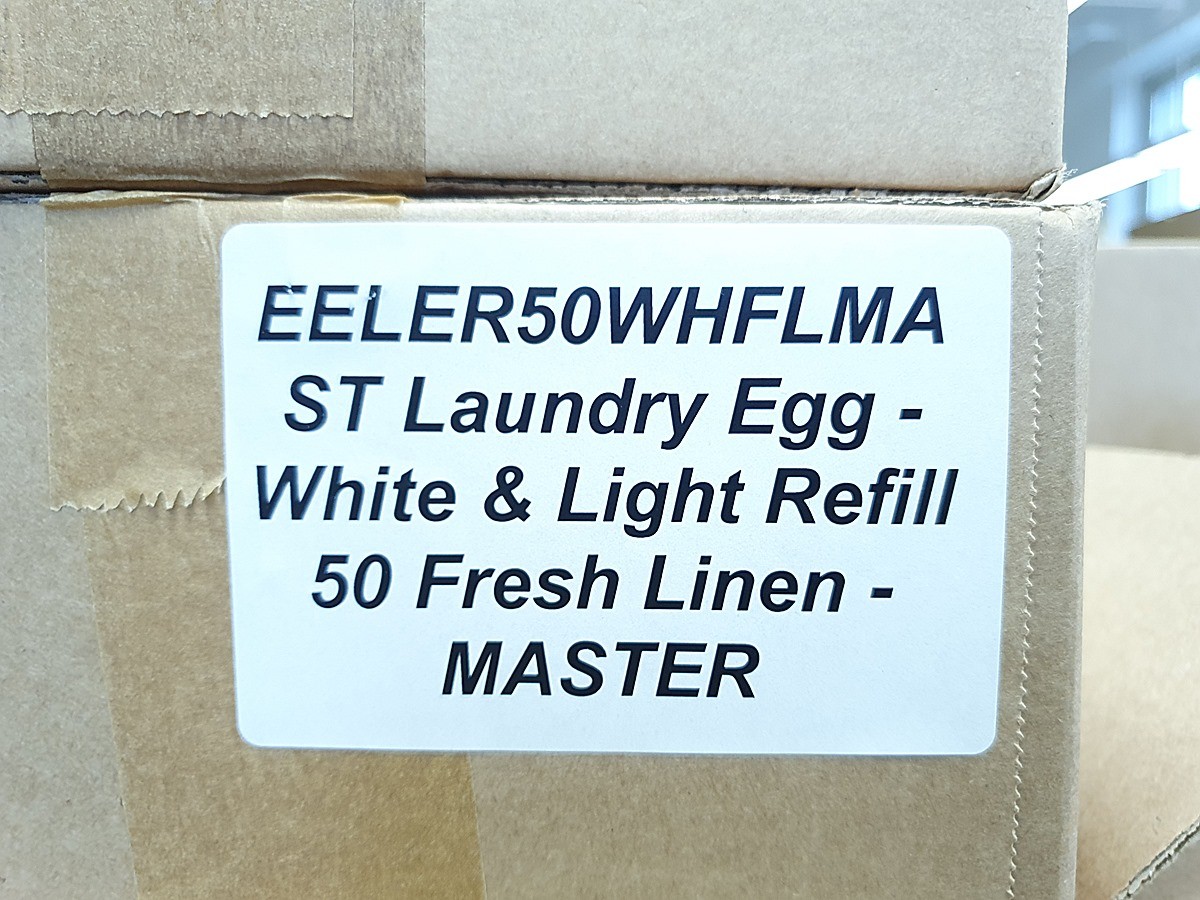 EELER50WHFLMA
ST Laundry Egg -
White & Light Refill
50 Fresh Linen -
MASTER